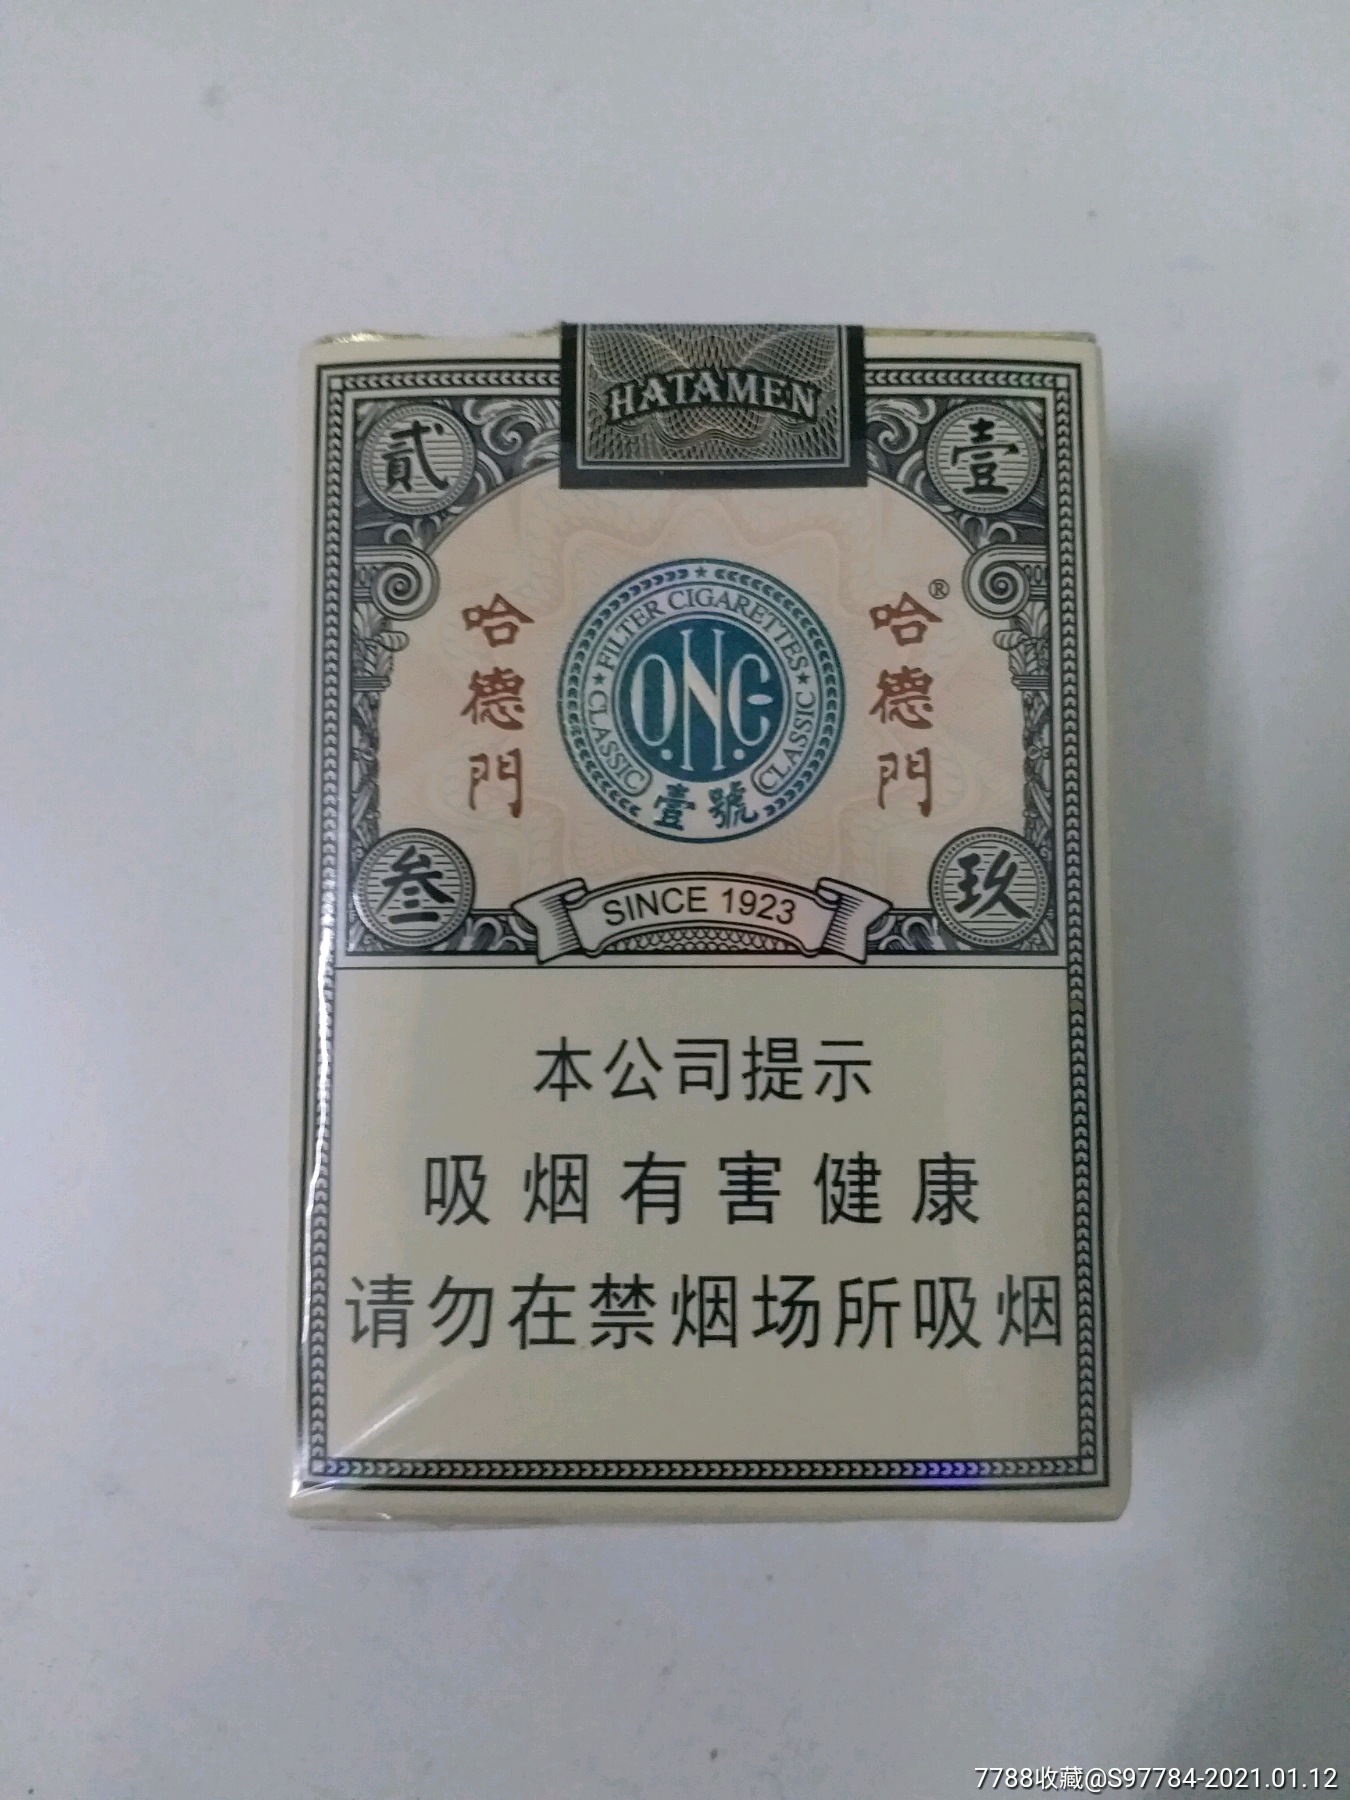 HATAMEN
貳
壹
哈德門
哈德門®
FILTER CIGARETTES
CLASSIC
O.N.E
CLASSIC
壹號
叁
玖
SINCE 1923
本公司提示
吸烟有害健康
请勿在禁烟场所吸烟
7788收藏@S97784-2021.01.12